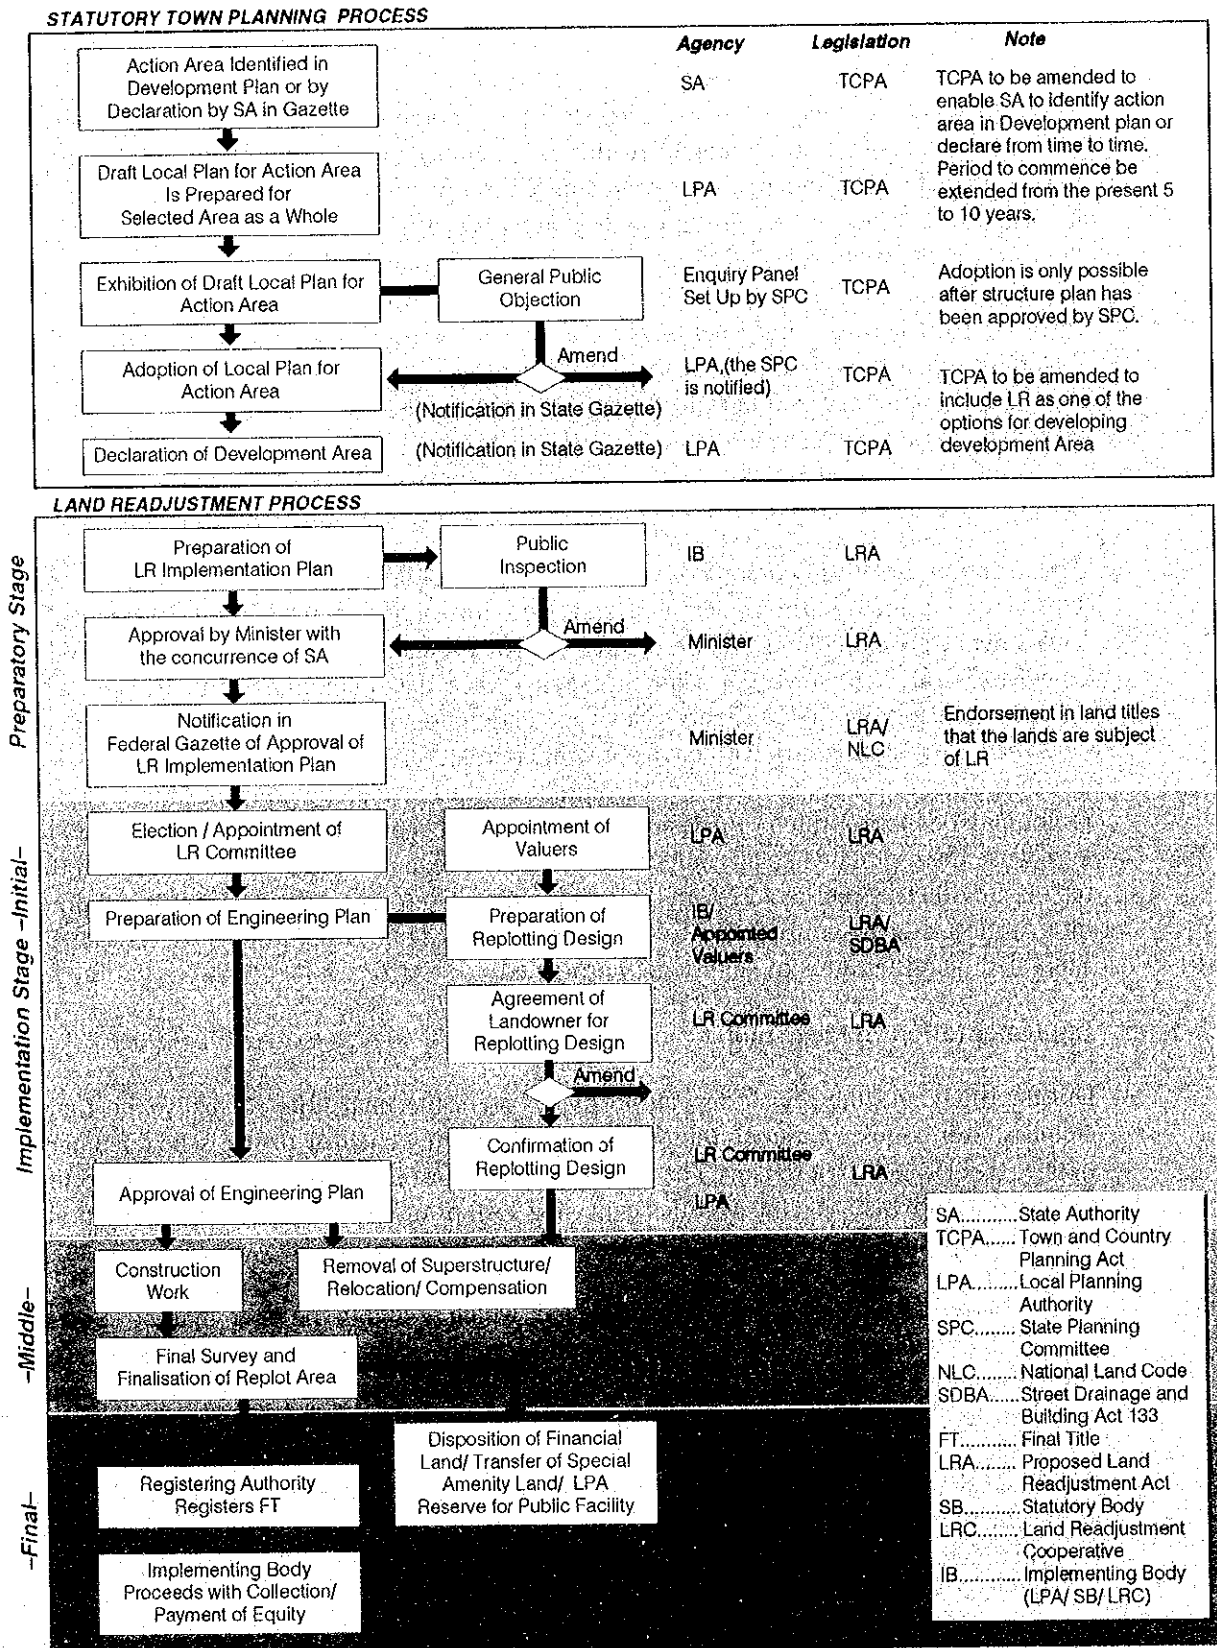 STATUTORY TOWN PLANNING PROCESS
Agency Legislation Note
Action Area Identified in
Development Plan or by
Declaration by SA in Gazette
SA TCPA
TCPA to be amended to
enable SA to identify action
area in Development plan or
declare from time to time.
Period to commence be
extended from the present 5
to 10 years.
Draft Local Plan for Action Area
Is Prepared for
Selected Area as a Whole
LPA TCPA
Exhibition of Draft Local Plan for
Action Area
General Public
Objection
Enquiry Panel
Set Up by SPC
TCPA
Adoption is only possible
after structure plan has
been approved by SPC.
Adoption of Local Plan for
Action Area
Amend
(Notification in State Gazette)
LPA,(the SPC
is notified)
TCPA
TCPA to be amended to
include LR as one of the
options for developing
development Area
Declaration of Development Area
(Notification in State Gazette)
LPA TCPA
LAND READJUSTMENT PROCESS
Preparatory Stage
Preparation of
LR Implementation Plan
Public
Inspection
IB LRA
Approval by Minister with
the concurrence of SA
Amend
Minister LRA
Notification in
Federal Gazette of Approval of
LR Implementation Plan
Minister
LRA/
NLC
Endorsement in land titles
that the lands are subject
of LR
Implementation Stage -Initial-
Election / Appointment of
LR Committee
Appointment of
Valuers
LPA LRA
Preparation of Engineering Plan
Preparation of
Replotting Design
IB/
Appointed
Valuers
LRA/
SDBA
Agreement of
Landowner for
Replotting Design
LR Committee LRA
Amend
Confirmation of
Replotting Design
LR Committee
LRA
LPA
Approval of Engineering Plan
-Middle-
Construction
Work
Removal of Superstructure/
Relocation/ Compensation
Final Survey and
Finalisation of Replot Area
-Final-
Disposition of Financial
Land/ Transfer of Special
Amenity Land/ LPA
Reserve for Public Facility
Registering Authority
Registers FT
Implementing Body
Proceeds with Collection/
Payment of Equity
SA..........State Authority
TCPA......Town and Country
Planning Act
LPA........Local Planning
Authority
SPC........State Planning
Committee
NLC........National Land Code
SDBA......Street Drainage and
Building Act 133
FT...........Final Title
LRA........Proposed Land
Readjustment Act
SB..........Statutory Body
LRC........Land Readjustment
Cooperative
IB...........Implementing Body
(LPA/ SB/ LRC)